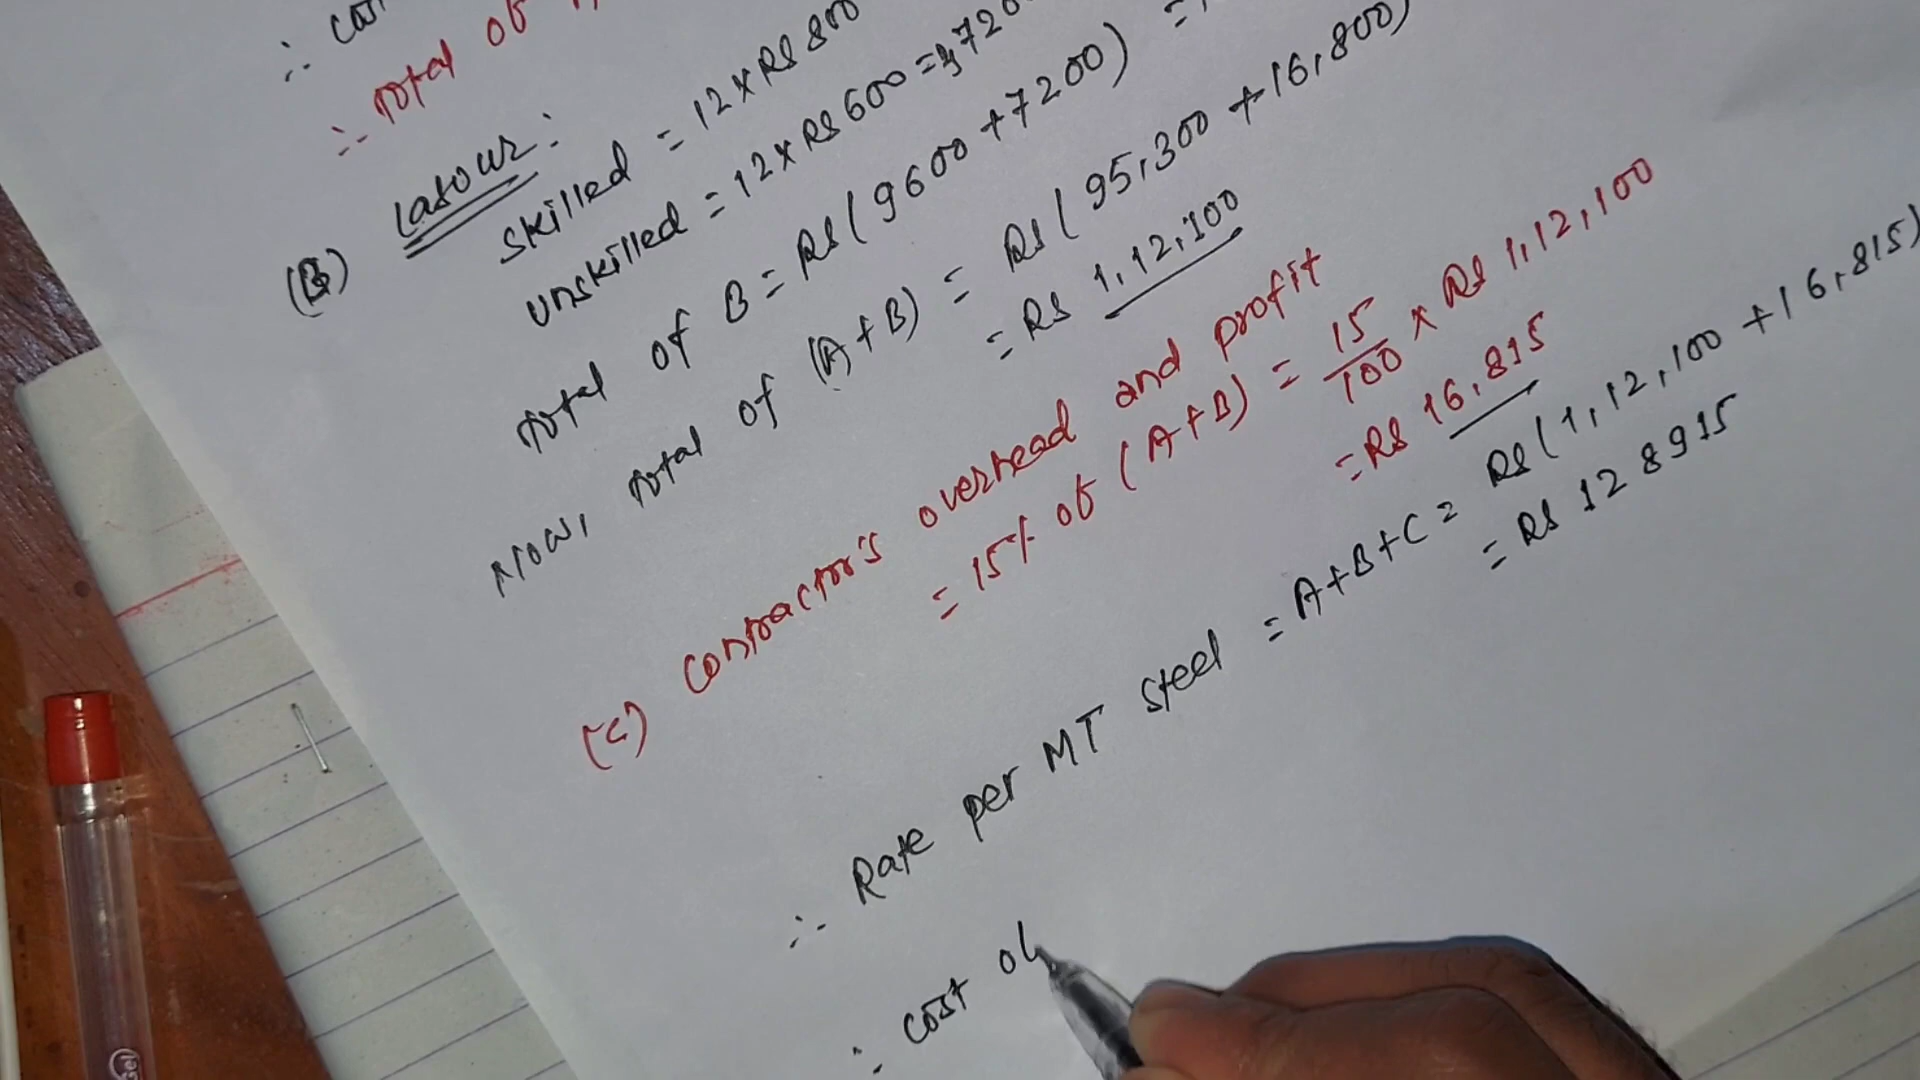 ∴ Cos
∴ Total of
(B) Labour:
Skilled = 12 × Rs 800
Unskilled = 12 × Rs 600 = 720
Total of B = Rs (9600 + 7200) =
Now, Total of (A+B) = Rs (95,300 + 16,800)
= Rs 1,12,100
(C) Contractor's overhead and profit
= 15% of (A+B) = 15/100 × Rs 1,12,100
= Rs 16,815
∴ Rate per MT Steel = A+B+C = Rs (1,12,100 + 16,815)
= Rs 128915
∴ Cost of
Gel